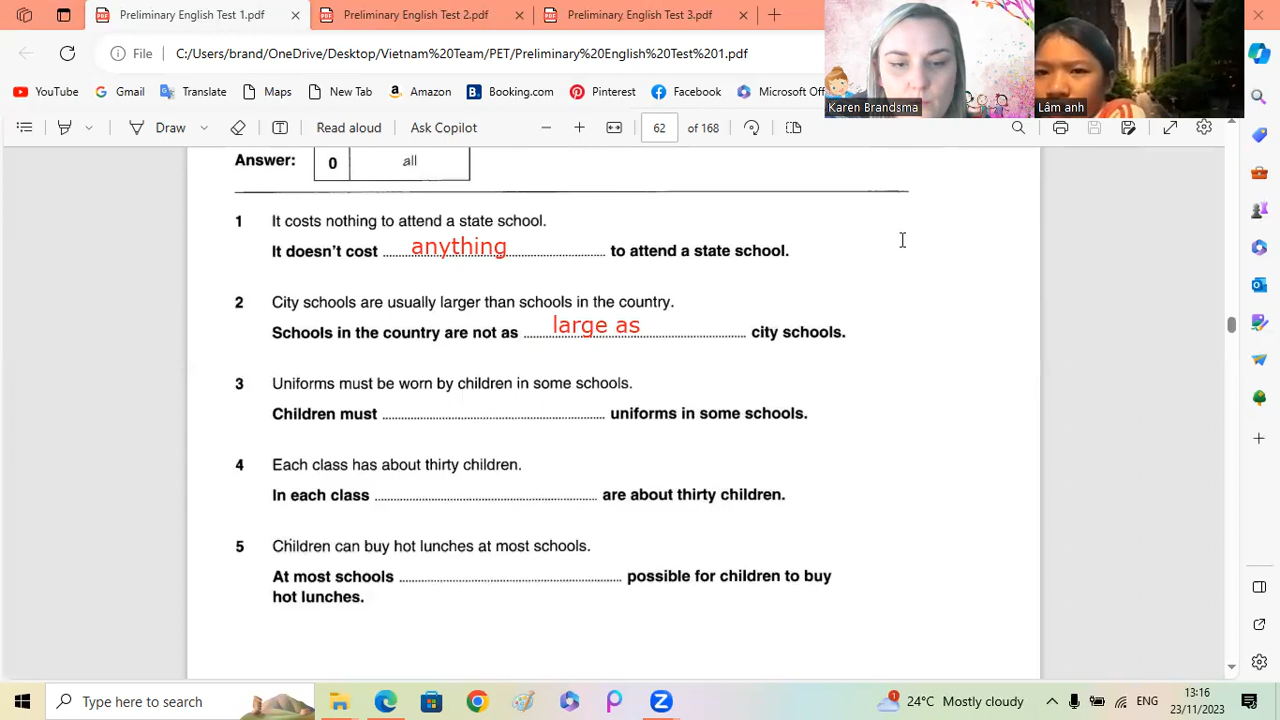 Preliminary English Test 1.pdf
Preliminary English Test 2.pdf
Preliminary English Test 3.pdf
File
C:/Users/brand/OneDrive/Desktop/Vietnam%20Team/PET/Preliminary%20English%20Test%201.pdf
YouTube
Gmail
Translate
Maps
New Tab
Amazon
Booking.com
Pinterest
Facebook
Microsoft Off
Karen Brandsma
Lâm anh
Draw
Read aloud
Ask Copilot
62 of 168
Answer: 0 all
1 It costs nothing to attend a state school.
It doesn't cost anything to attend a state school.
2 City schools are usually larger than schools in the country.
Schools in the country are not as large as city schools.
3 Uniforms must be worn by children in some schools.
Children must ........ uniforms in some schools.
4 Each class has about thirty children.
In each class ........ are about thirty children.
5 Children can buy hot lunches at most schools.
At most schools ........ possible for children to buy
hot lunches.
Type here to search
1
24°C Mostly cloudy
ENG
13:16
23/11/2023